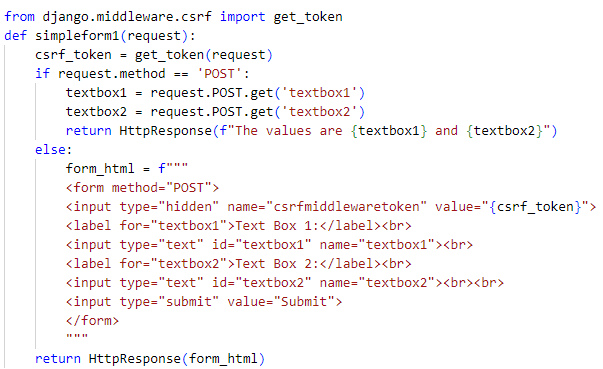 from django.middleware.csrf import get_token
def simpleform1(request):
    csrf_token = get_token(request)
    if request.method == 'POST':
        textbox1 = request.POST.get('textbox1')
        textbox2 = request.POST.get('textbox2')
        return HttpResponse(f"The values are {textbox1} and {textbox2}")
    else:
        form_html = f"""
        <form method="POST">
        <input type="hidden" name="csrfmiddlewaretoken" value="{csrf_token}">
        <label for="textbox1">Text Box 1:</label><br>
        <input type="text" id="textbox1" name="textbox1"><br>
        <label for="textbox2">Text Box 2:</label><br>
        <input type="text" id="textbox2" name="textbox2"><br><br>
        <input type="submit" value="Submit">
        </form>
        """
    return HttpResponse(form_html)